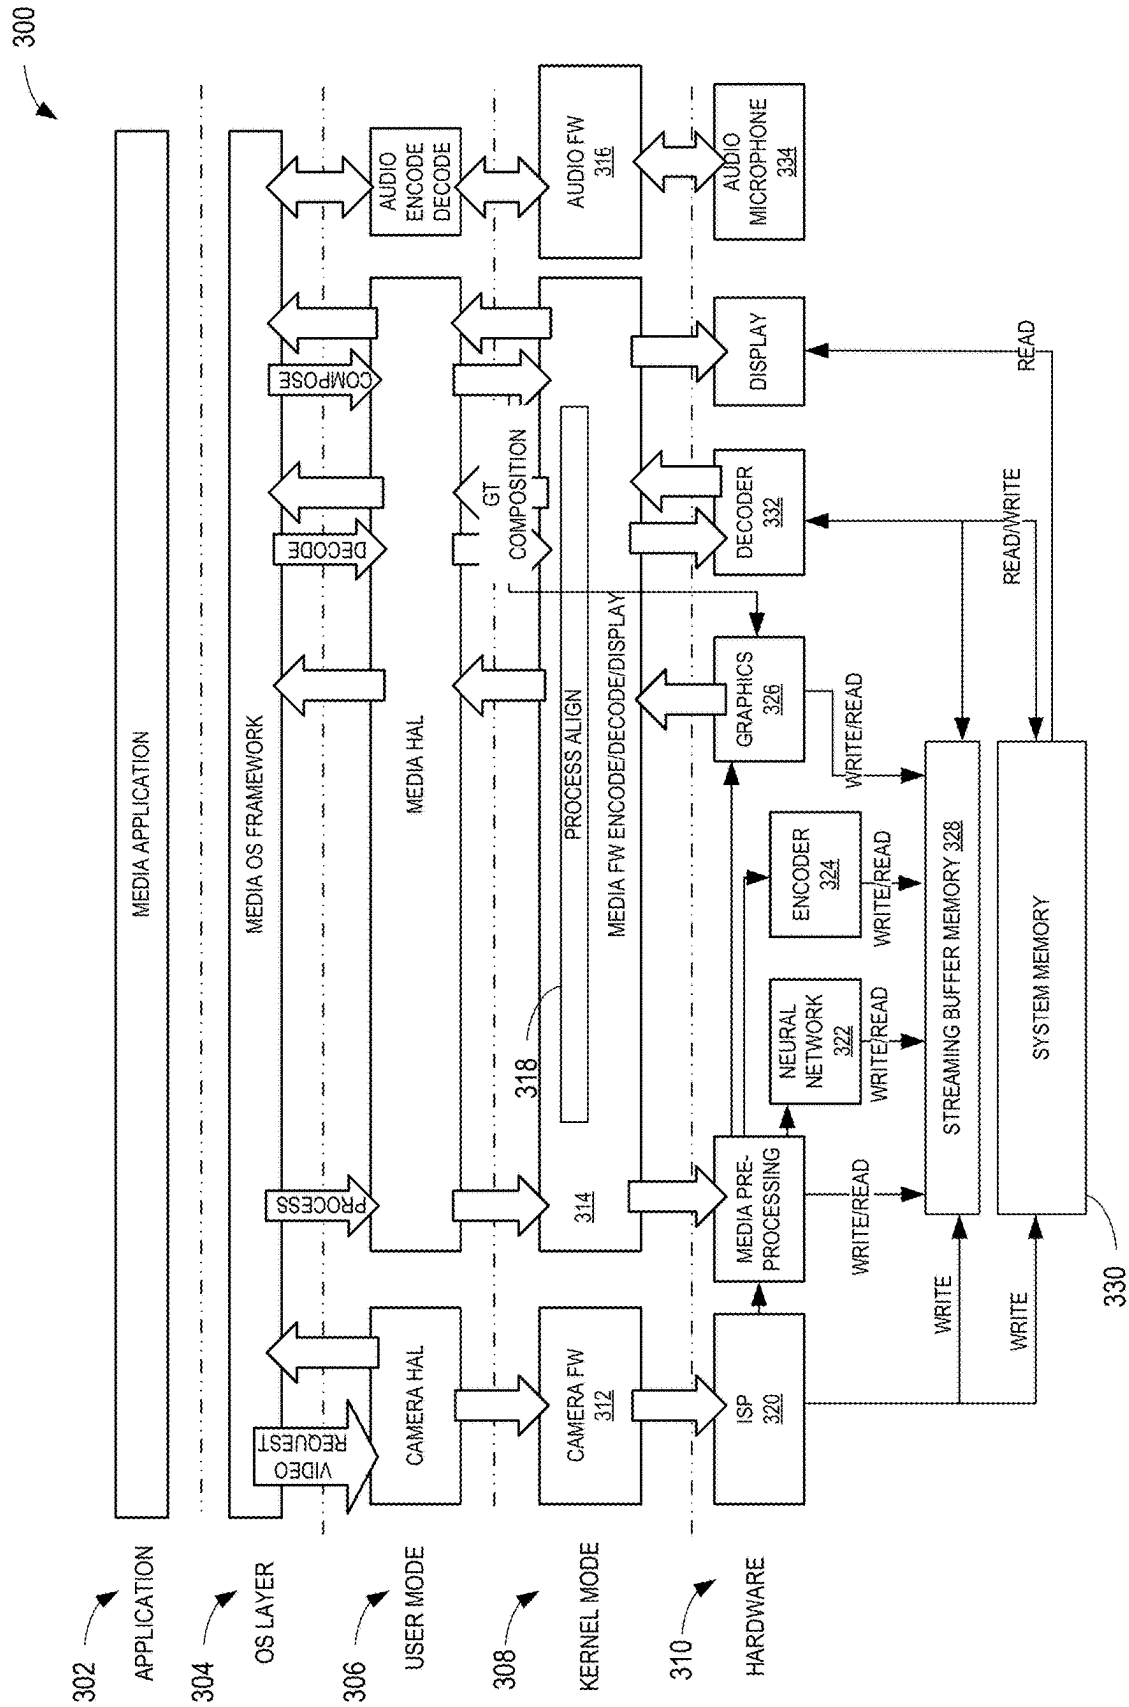 300
302
APPLICATION
MEDIA APPLICATION
304
OS LAYER
MEDIA OS FRAMEWORK
VIDEO
REQUEST
PROCESS
DECODE
COMPOSE
306
USER MODE
CAMERA HAL
MEDIA HAL
AUDIO
ENCODE
DECODE
GT
COMPOSITION
308
KERNEL MODE
CAMERA FW
312
314
318
PROCESS ALIGN
MEDIA FW ENCODE/DECODE/DISPLAY
AUDIO FW
316
310
HARDWARE
ISP
320
MEDIA PRE-
PROCESSING
NEURAL
NETWORK
322
ENCODER
324
GRAPHICS
326
DECODER
332
DISPLAY
AUDIO
MICROPHONE
334
WRITE/READ
WRITE/READ
WRITE/READ
WRITE/READ
WRITE
WRITE
READ/WRITE
READ
STREAMING BUFFER MEMORY 328
SYSTEM MEMORY
330